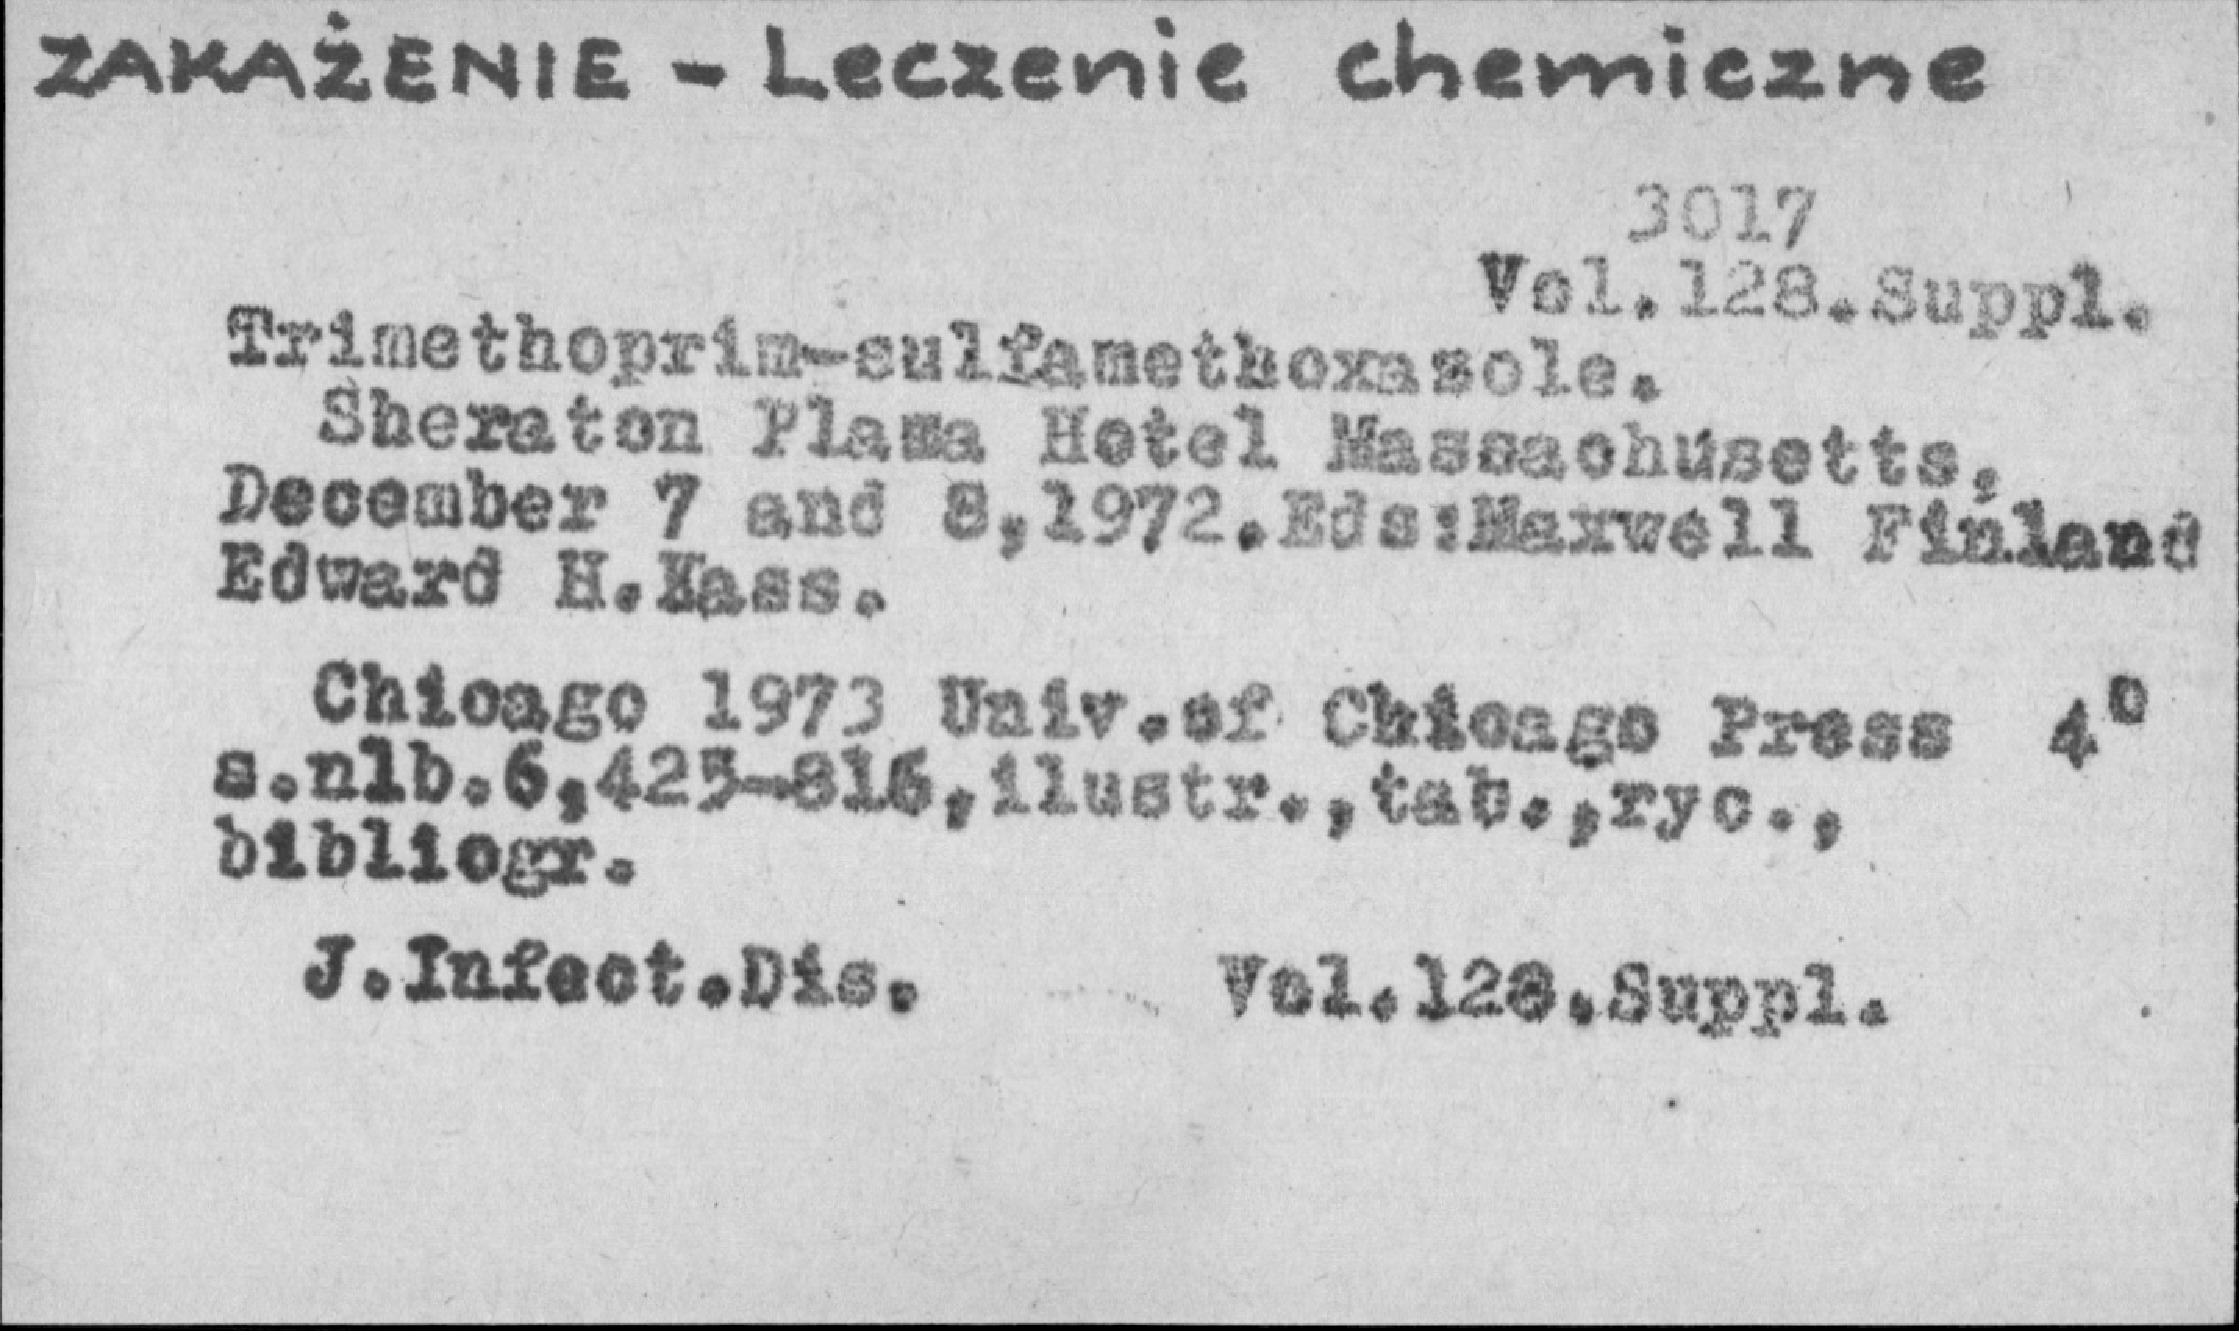 ZAKAŻENIE - Leczenie chemiczne
3017
Vol.128.Suppl.
Trimethoprim-sulfamethoxazole.
Sheraton Plaza Hotel Massachusetts,
December 7 and 8,1972.Eds:Maxwell Finland
Edward H.Kass.
Chicago 1973 Univ.of Chicago Press 4º
s.nlb.6,425-816,ilustr.,tab.,ryc.,
bibliogr.
J.Infect.Dis. Vol.128.Suppl.